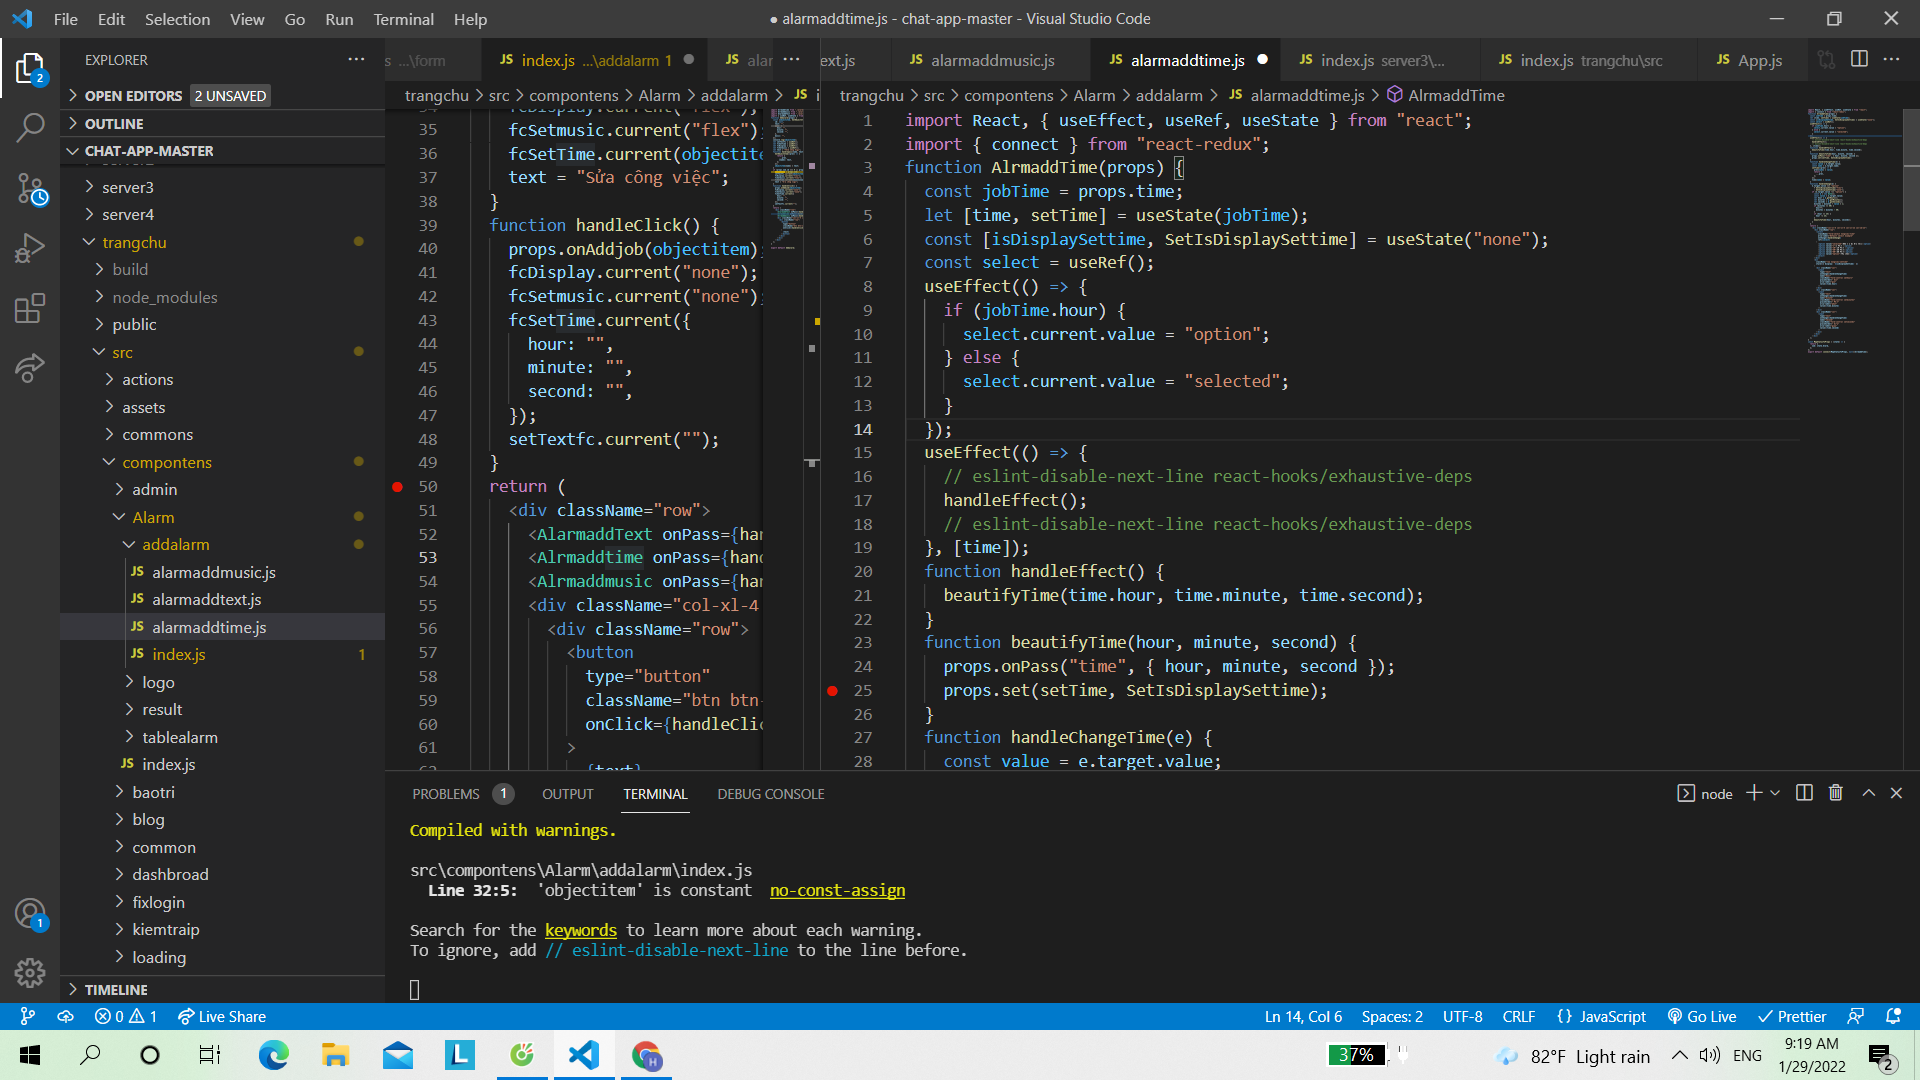 File Edit Selection View Go Run Terminal Help
● alarmaddtime.js - chat-app-master - Visual Studio Code
EXPLORER
OPEN EDITORS 2 UNSAVED
OUTLINE
CHAT-APP-MASTER
server3
server4
trangchu
build
node_modules
public
src
actions
assets
commons
compontens
admin
Alarm
addalarm
JS alarmaddmusic.js
JS alarmaddtext.js
JS alarmaddtime.js
JS index.js 1
logo
result
tablealarm
JS index.js
baotri
blog
common
dashbroad
fixlogin
kiemtraip
loading
TIMELINE
s ...\form
JS index.js ...\addalarm 1
JS alar
trangchu > src > compontens > Alarm > addalarm > JS i
35 fcSetmusic.current("flex");
36 fcSetTime.current(objectite
37 text = "Sửa công việc";
38 }
39 function handleClick() {
40 props.onAddjob(objectitem);
41 fcDisplay.current("none");
42 fcSetmusic.current("none");
43 fcSetTime.current({
44 hour: "",
45 minute: "",
46 second: "",
47 });
48 setTextfc.current("");
49 }
50 return (
51 <div className="row">
52 <AlarmaddText onPass={har
53 <Alrmaddtime onPass={hand
54 <Alrmaddmusic onPass={har
55 <div className="col-xl-4
56 <div className="row">
57 <button
58 type="button"
59 className="btn btn-
60 onClick={handleClic
61 >
62 {text}
ext.js
JS alarmaddmusic.js
JS alarmaddtime.js ●
JS index.js server3\...
JS index.js trangchu\src
JS App.js
trangchu > src > compontens > Alarm > addalarm > JS alarmaddtime.js > AlrmaddTime
1 import React, { useEffect, useRef, useState } from "react";
2 import { connect } from "react-redux";
3 function AlrmaddTime(props) {
4 const jobTime = props.time;
5 let [time, setTime] = useState(jobTime);
6 const [isDisplaySettime, SetIsDisplaySettime] = useState("none");
7 const select = useRef();
8 useEffect(() => {
9 if (jobTime.hour) {
10 select.current.value = "option";
11 } else {
12 select.current.value = "selected";
13 }
14 });
15 useEffect(() => {
16 // eslint-disable-next-line react-hooks/exhaustive-deps
17 handleEffect();
18 // eslint-disable-next-line react-hooks/exhaustive-deps
19 }, [time]);
20 function handleEffect() {
21 beautifyTime(time.hour, time.minute, time.second);
22 }
23 function beautifyTime(hour, minute, second) {
24 props.onPass("time", { hour, minute, second });
25 props.set(setTime, SetIsDisplaySettime);
26 }
27 function handleChangeTime(e) {
28 const value = e.target.value;
PROBLEMS 1 OUTPUT TERMINAL DEBUG CONSOLE
node
Compiled with warnings.
src\compontens\Alarm\addalarm\index.js
Line 32:5: 'objectitem' is constant no-const-assign
Search for the keywords to learn more about each warning.
To ignore, add // eslint-disable-next-line to the line before.
0 1 Live Share
Ln 14, Col 6 Spaces: 2 UTF-8 CRLF {} JavaScript Go Live Prettier
37% 82°F Light rain ENG
9:19 AM
1/29/2022
2